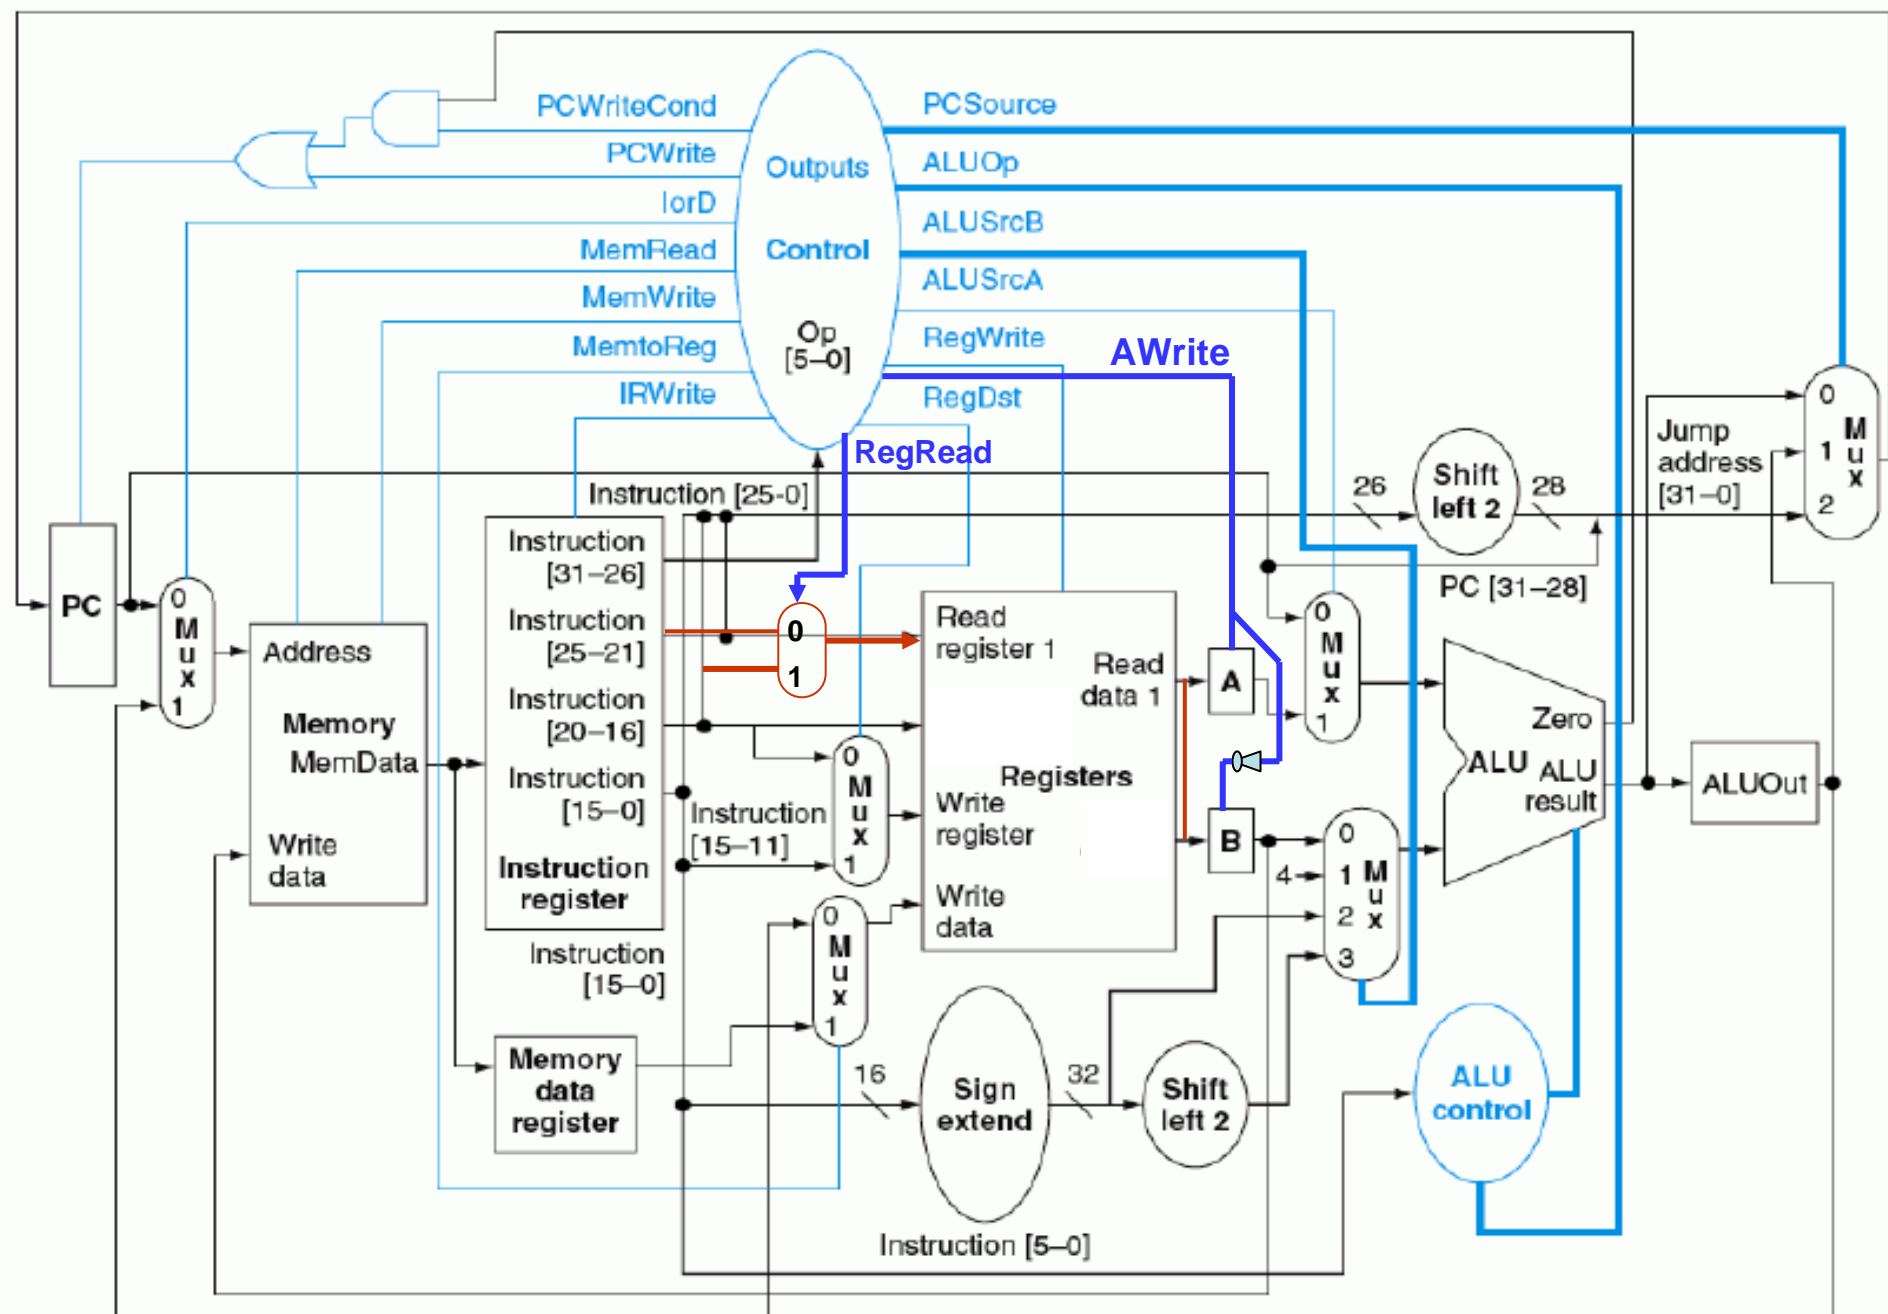 PCWriteCond
PCWrite
IorD
MemRead
MemWrite
MemtoReg
IRWrite
Outputs
Control
Op
[5–0]
PCSource
ALUOp
ALUSrcB
ALUSrcA
RegWrite
RegDst
AWrite
RegRead
Instruction [25-0]
26
Shift
left 2
28
Jump
address
[31–0]
0
1
2
M
u
x
PC [31–28]
PC
0
M
u
x
1
Address
Memory
MemData
Write
data
Instruction
[31–26]
Instruction
[25–21]
Instruction
[20–16]
Instruction
[15–0]
Instruction
register
0
1
Instruction
[15–11]
0
M
u
x
1
Read
register 1
Read
data 1
Registers
Write
register
Write
data
A
B
0
M
u
x
1
0
4
1
2
3
M
u
x
Zero
ALU
ALU
result
ALUOut
Instruction
[15–0]
0
M
u
x
1
Memory
data
register
16
Sign
extend
32
Shift
left 2
ALU
control
Instruction [5–0]